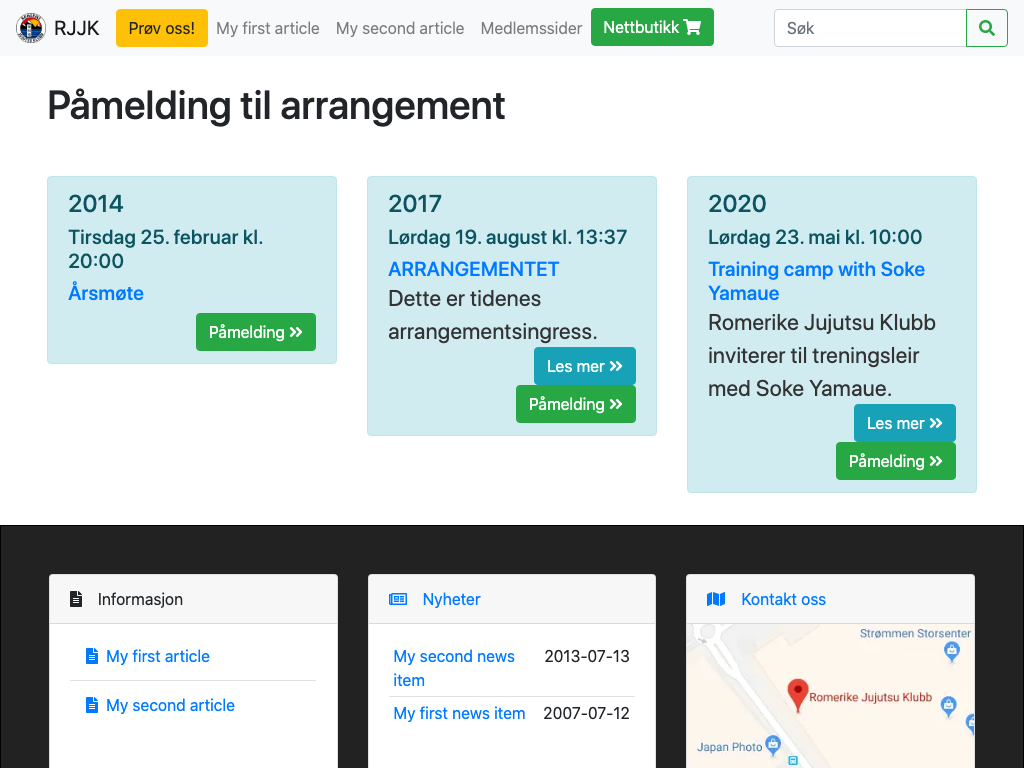 RJJK
Prøv oss!
My first article
My second article
Medlemssider
Nettbutikk
Søk
Påmelding til arrangement
2014
Tirsdag 25. februar kl.
20:00
Årsmøte
Påmelding
2017
Lørdag 19. august kl. 13:37
ARRANGEMENTET
Dette er tidenes
arrangementsingress.
Les mer
Påmelding
2020
Lørdag 23. mai kl. 10:00
Training camp with Soke
Yamaue
Romerike Jujutsu Klubb
inviterer til treningsleir
med Soke Yamaue.
Les mer
Påmelding
Informasjon
My first article
My second article
Nyheter
My second news 2013-07-13
item
My first news item 2007-07-12
Kontakt oss
Strømmen Storsenter
Romerike Jujutsu Klubb
Japan Photo